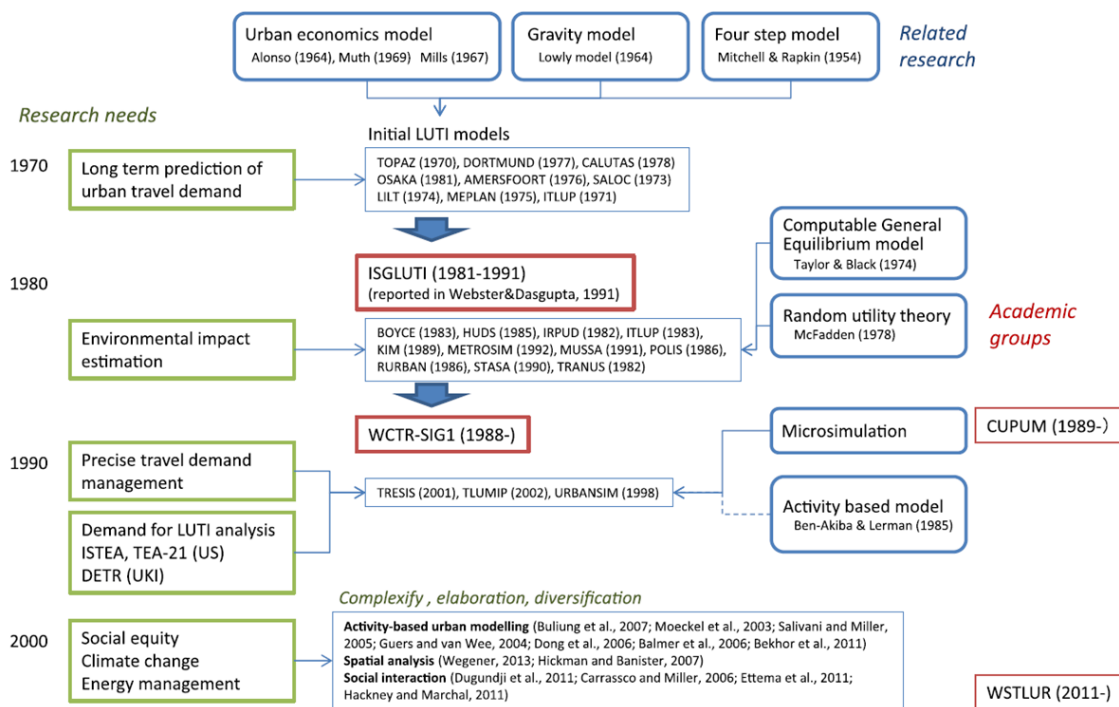 Urban economics model
Alonso (1964), Muth (1969) Mills (1967)
Gravity model
Lowly model (1964)
Four step model
Mitchell & Rapkin (1954)
Related
research
Research needs
Initial LUTI models
1970
Long term prediction of
urban travel demand
TOPAZ (1970), DORTMUND (1977), CALUTAS (1978)
OSAKA (1981), AMERSFOORT (1976), SALOC (1973)
LILT (1974), MEPLAN (1975), ITLUP (1971)
Computable General
Equilibrium model
Taylor & Black (1974)
1980
ISGLUTI (1981-1991)
(reported in Webster&Dasgupta, 1991)
Random utility theory
McFadden (1978)
Academic
groups
Environmental impact
estimation
BOYCE (1983), HUDS (1985), IRPUD (1982), ITLUP (1983),
KIM (1989), METROSIM (1992), MUSSA (1991), POLIS (1986),
RURBAN (1986), STASA (1990), TRANUS (1982)
WCTR-SIG1 (1988-)
Microsimulation
CUPUM (1989-)
1990
Precise travel demand
management
TRESIS (2001), TLUMIP (2002), URBANSIM (1998)
Activity based model
Ben-Akiba & Lerman (1985)
Demand for LUTI analysis
ISTEA, TEA-21 (US)
DETR (UKI)
Complexify , elaboration, diversification
2000
Social equity
Climate change
Energy management
Activity-based urban modelling (Buliung et al., 2007; Moeckel et al., 2003; Salivani and Miller,
2005; Guers and van Wee, 2004; Dong et al., 2006; Balmer et al., 2006; Bekhor et al., 2011)
Spatial analysis (Wegener, 2013; Hickman and Banister, 2007)
Social interaction (Dugundji et al., 2011; Carrassco and Miller, 2006; Ettema et al., 2011;
Hackney and Marchal, 2011)
WSTLUR (2011-)